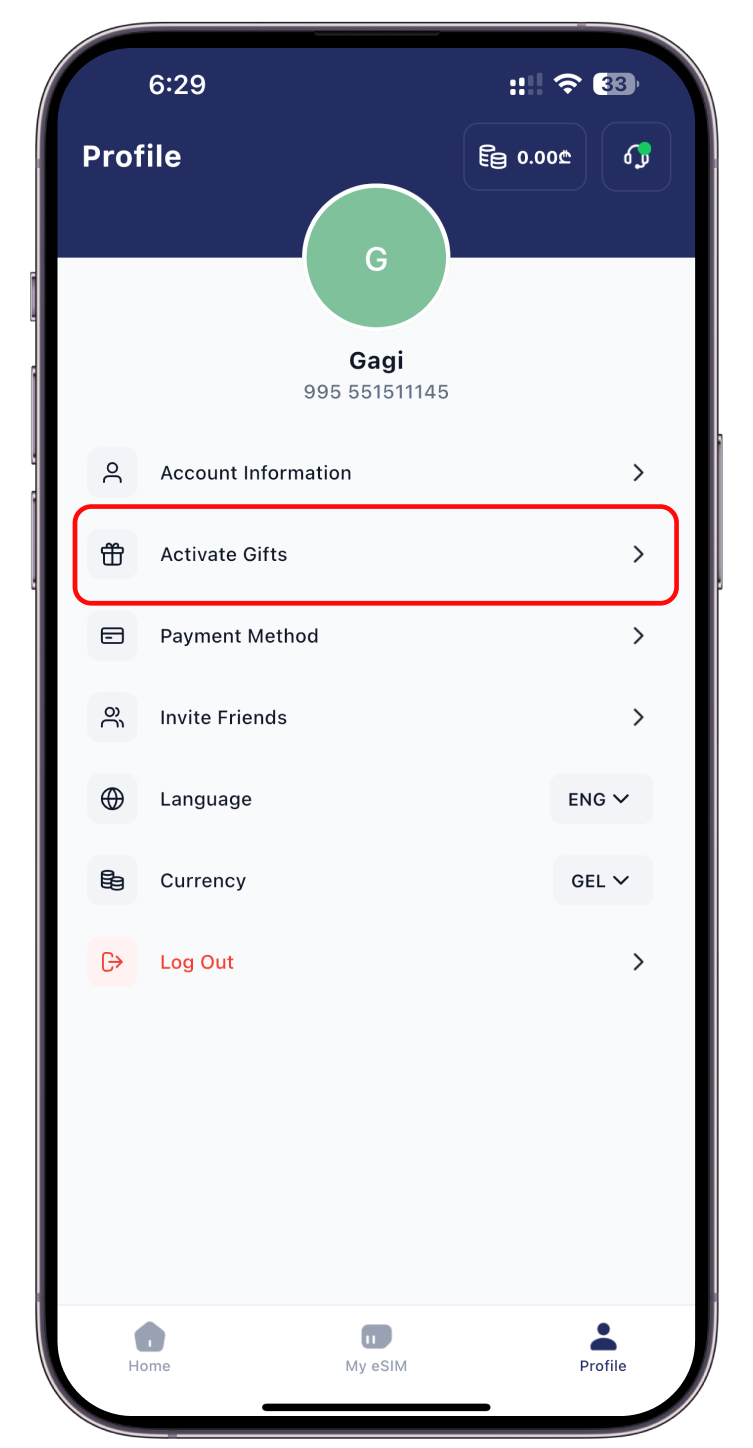 6:29
33
Profile
0.00₾
G
Gagi
995 551511145
Account Information
Activate Gifts
Payment Method
Invite Friends
Language
ENG
Currency
GEL
Log Out
Home
My eSIM
Profile